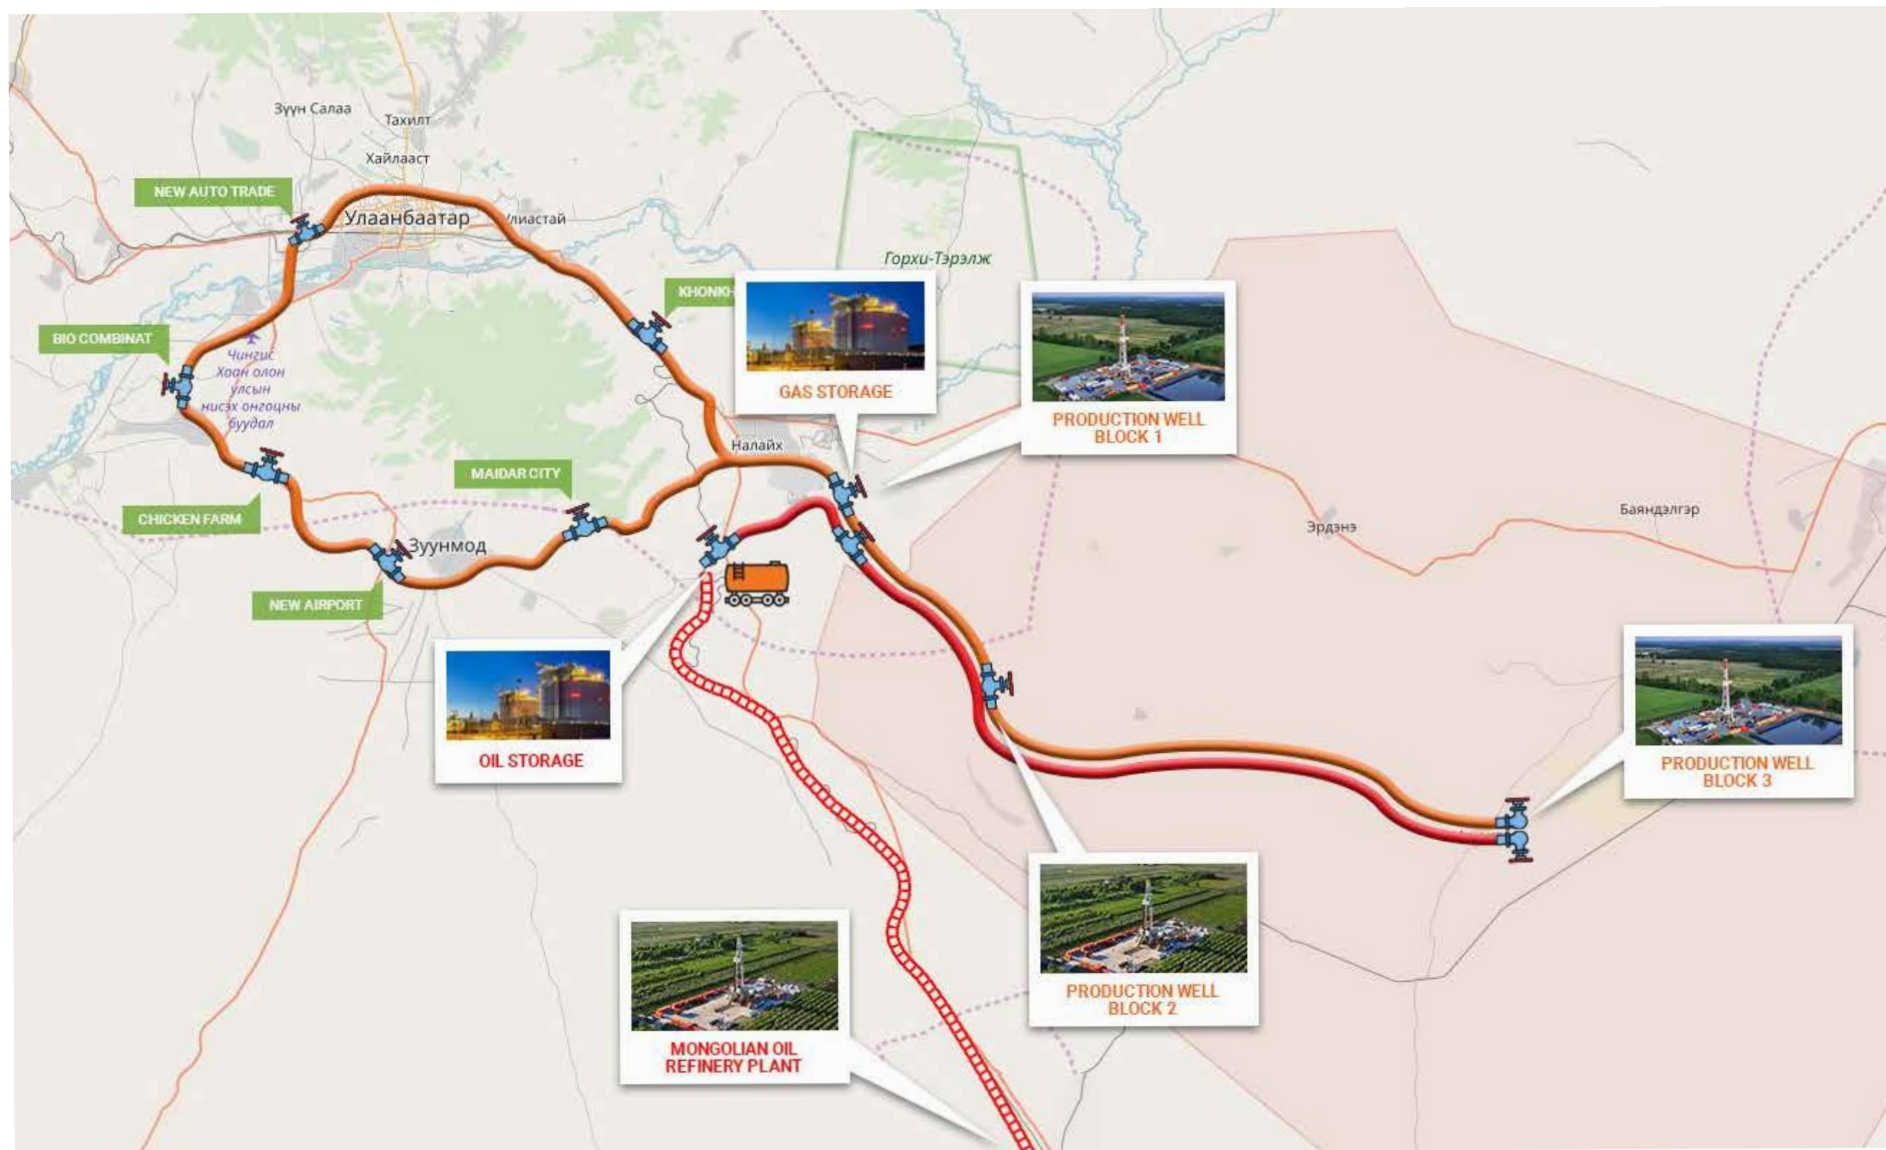 Зүүн Салаа
Тахилт
Хайлааст
NEW AUTO TRADE
Улаанбаатар
Улиастай
Горхи-Тэрэлж
KHONKH
BIO COMBINAT
Чингис
Хаан олон
улсын
нисэх онгоцны
буудал
GAS STORAGE
PRODUCTION WELL
BLOCK 1
Налайх
MAIDAR CITY
CHICKEN FARM
Зуунмод
NEW AIRPORT
Эрдэнэ
Баяндэлгэр
OIL STORAGE
PRODUCTION WELL
BLOCK 3
PRODUCTION WELL
BLOCK 2
MONGOLIAN OIL
REFINERY PLANT